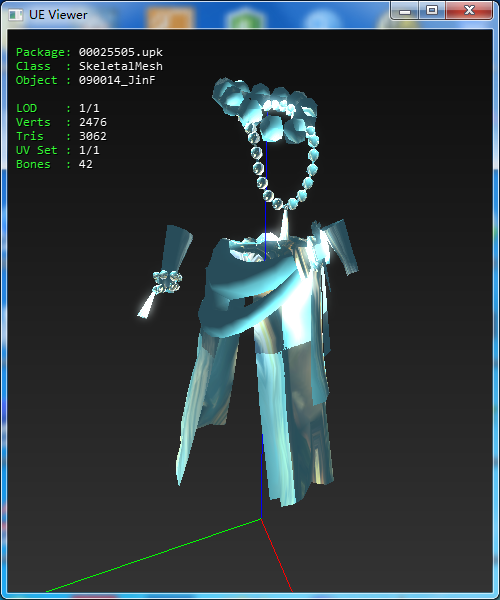 UE Viewer
Package: 00025505.upk
Class : SkeletalMesh
Object : 090014_JinF
LOD : 1/1
Verts : 2476
Tris : 3062
UV Set : 1/1
Bones : 42